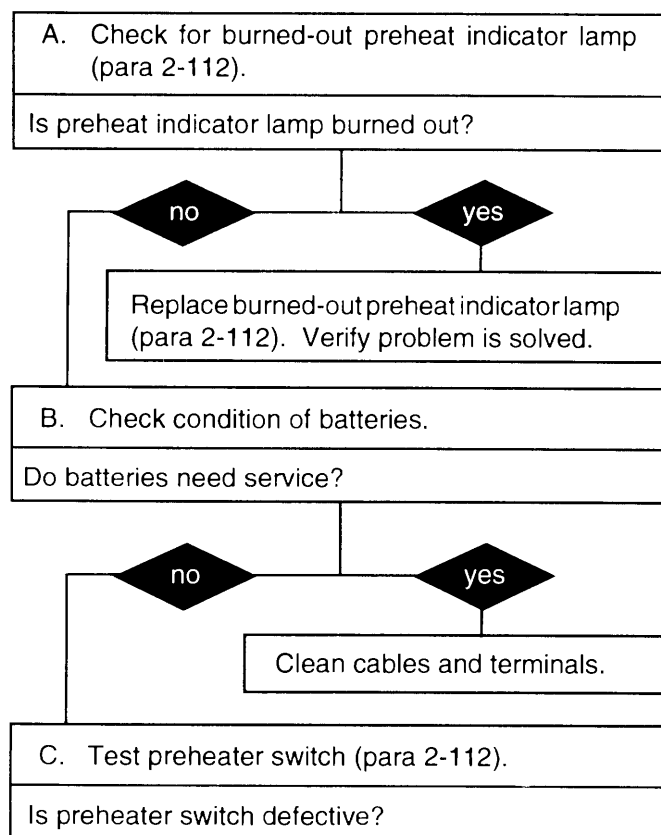 A. Check for burned-out preheat indicator lamp
(para 2-112).
Is preheat indicator lamp burned out?
no
yes
Replace burned-out preheat indicator lamp
(para 2-112). Verify problem is solved.
B. Check condition of batteries.
Do batteries need service?
no
yes
Clean cables and terminals.
C. Test preheater switch (para 2-112).
Is preheater switch defective?